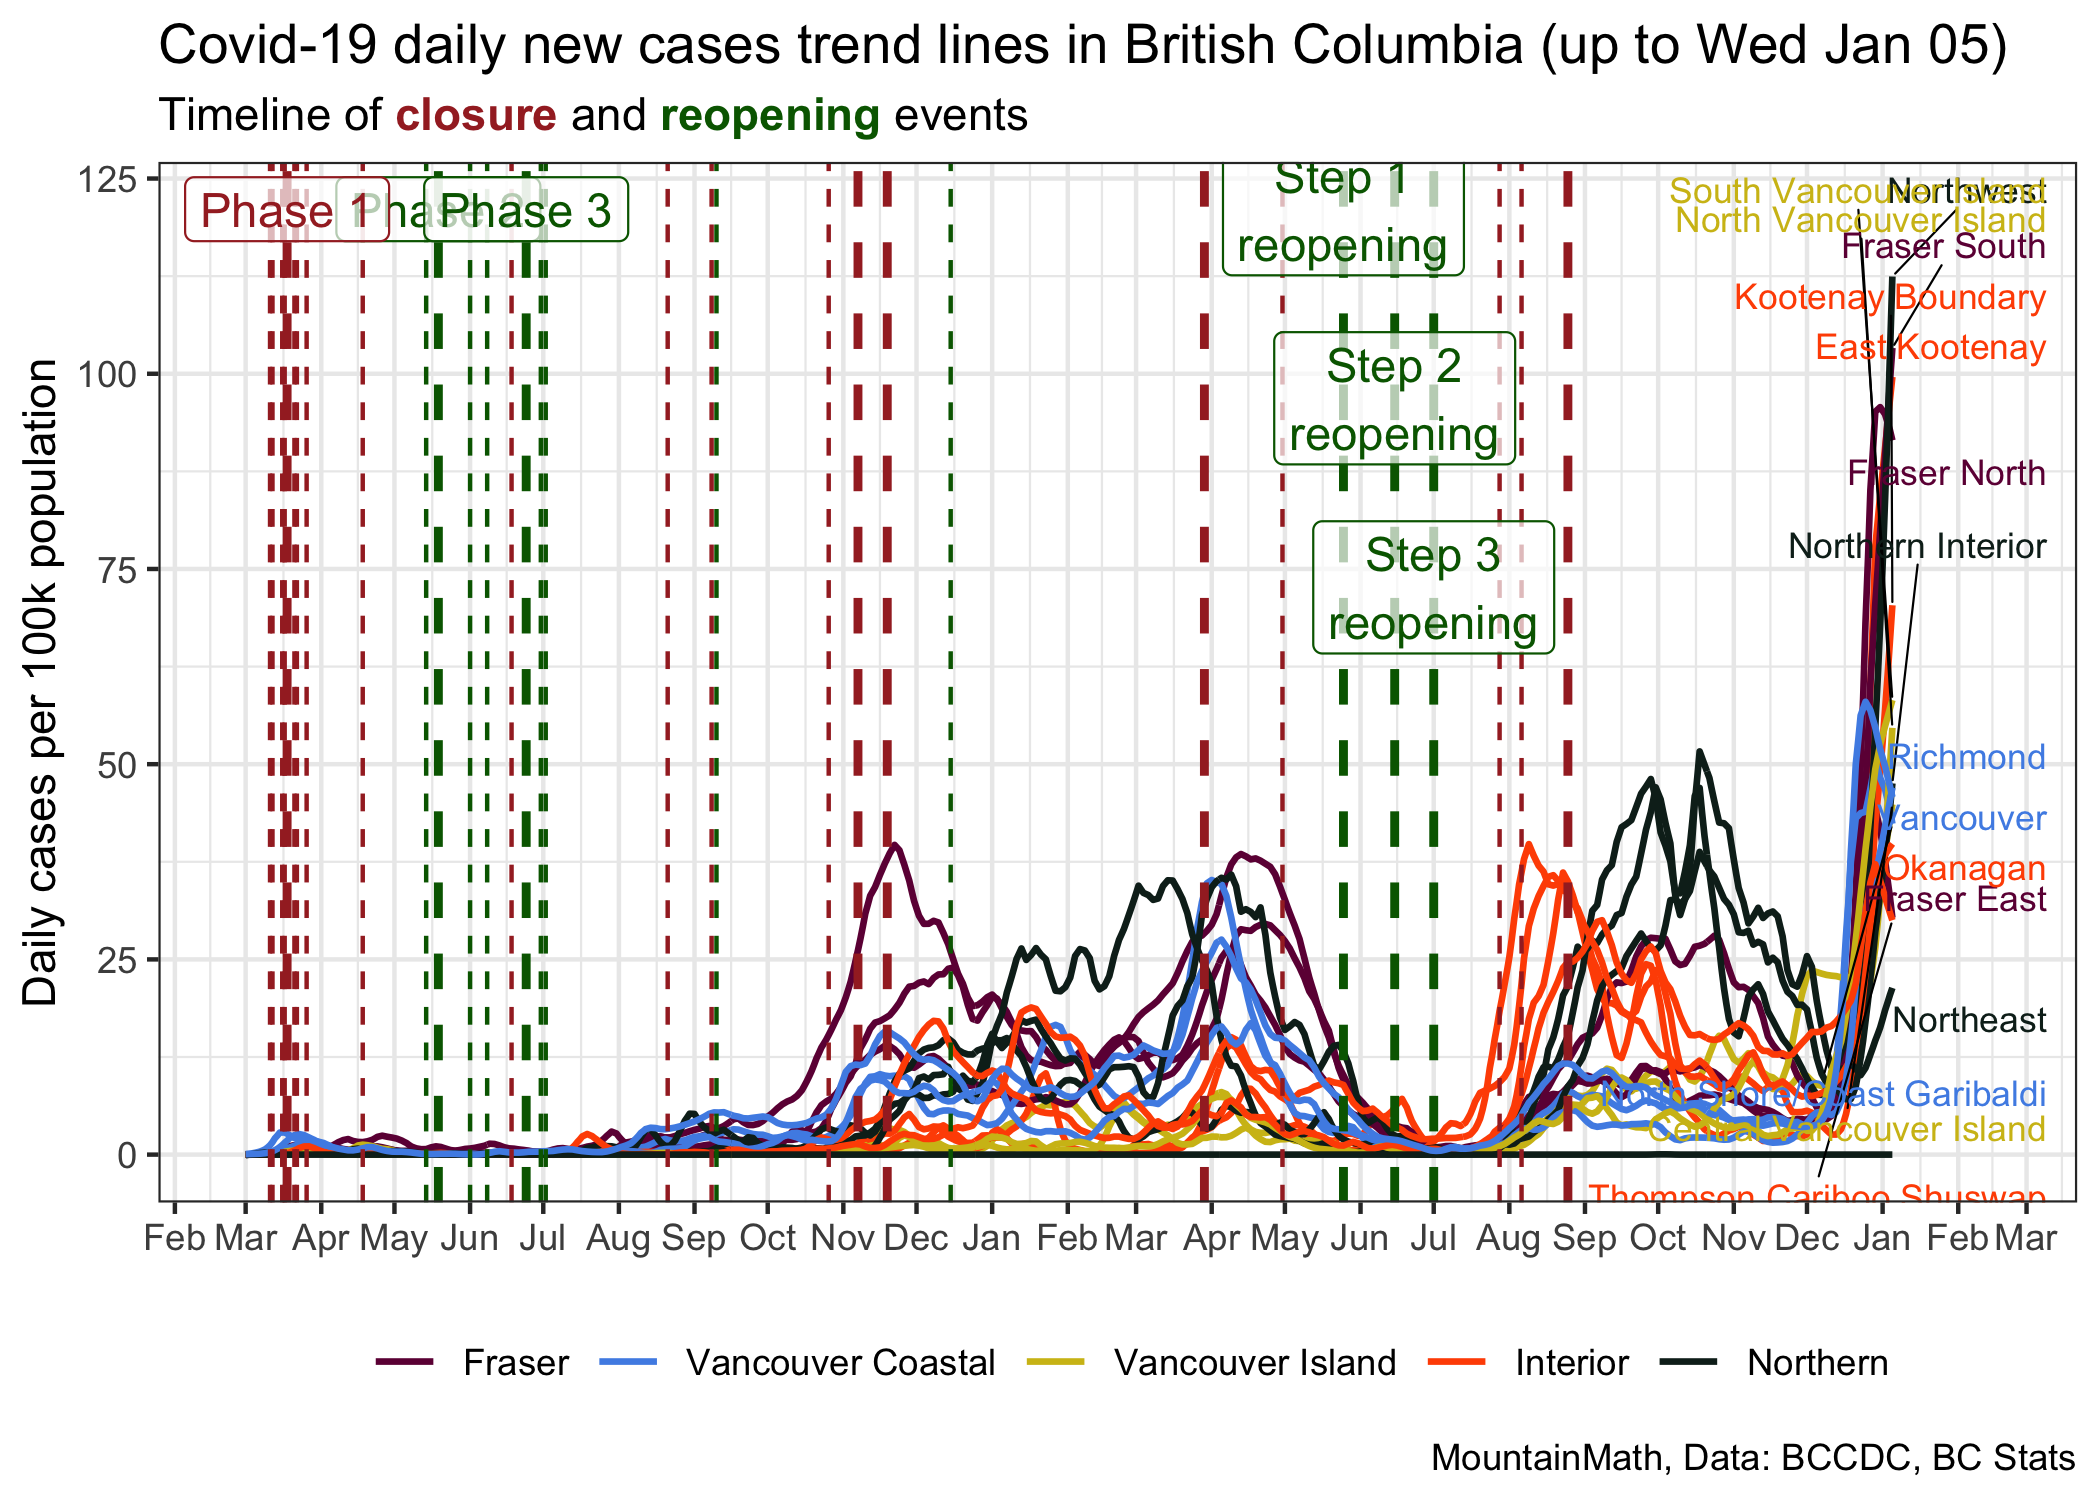 Covid-19 daily new cases trend lines in British Columbia (up to Wed Jan 05)
Timeline of closure and reopening events
Daily cases per 100k population
125
100
75
50
25
0
Phase 1
Phase 2
Phase 3
Step 1
reopening
Step 2
reopening
Step 3
reopening
South Vancouver Island
Northwest
North Vancouver Island
Fraser South
Kootenay Boundary
East Kootenay
Fraser North
Northern Interior
Richmond
Vancouver
Okanagan
Fraser East
Northeast
North Shore Coast Garibaldi
Central Vancouver Island
Thompson Cariboo Shuswap
Feb Mar Apr May Jun Jul Aug Sep Oct Nov Dec Jan Feb Mar Apr May Jun Jul Aug Sep Oct Nov Dec Jan Feb Mar
Fraser Vancouver Coastal Vancouver Island Interior Northern
MountainMath, Data: BCCDC, BC Stats